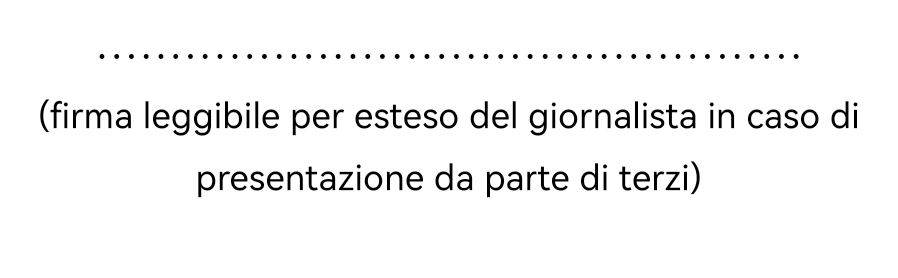 .................................................
(firma leggibile per esteso del giornalista in caso di
presentazione da parte di terzi)